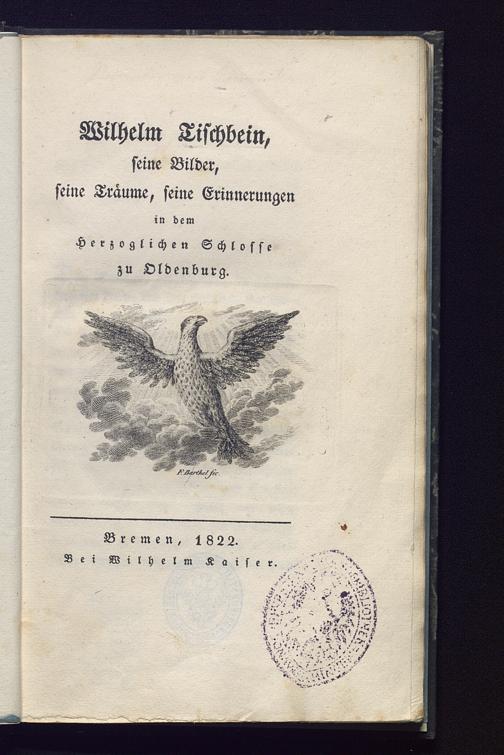 Wilhelm Tischbein,
seine Bilder,
seine Träume, seine Erinnerungen
in dem
Herzoglichen Schlosse
zu Oldenburg.
F. Barthel fec.
Bremen, 1822.
Bei Wilhelm Kaiser.